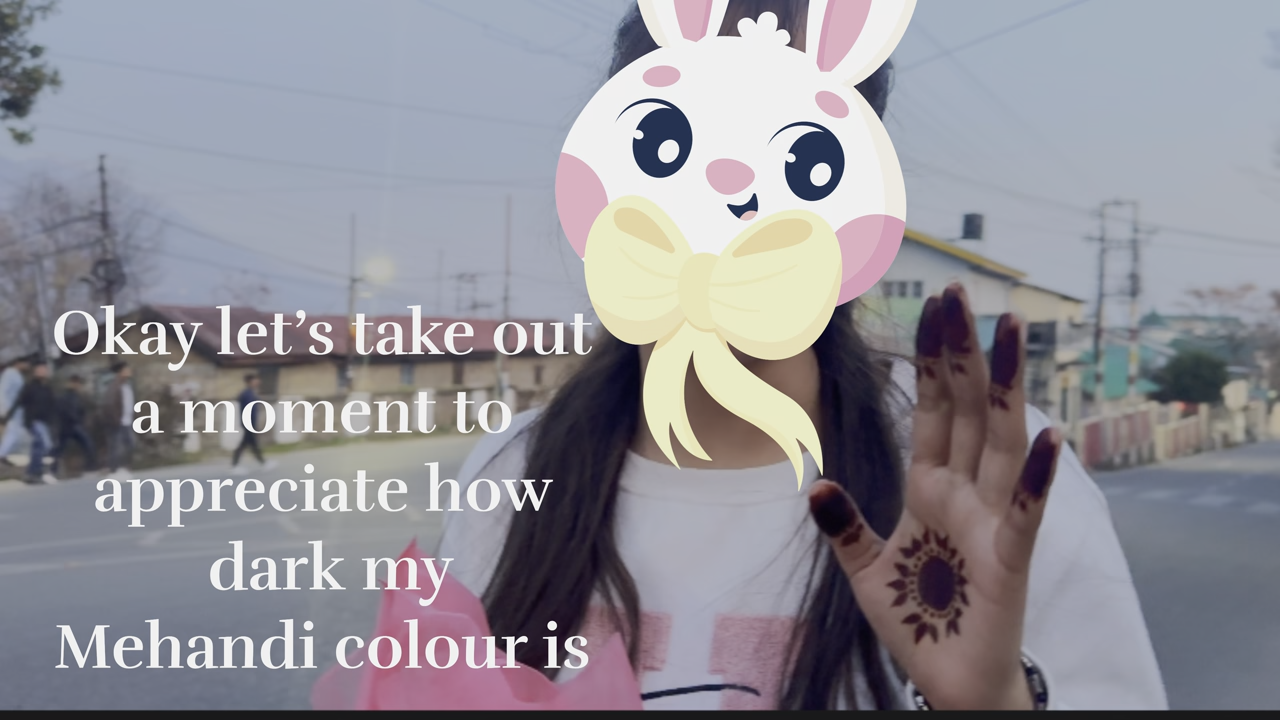 Okay let’s take out
a moment to
appreciate how
dark my
Mehandi colour is